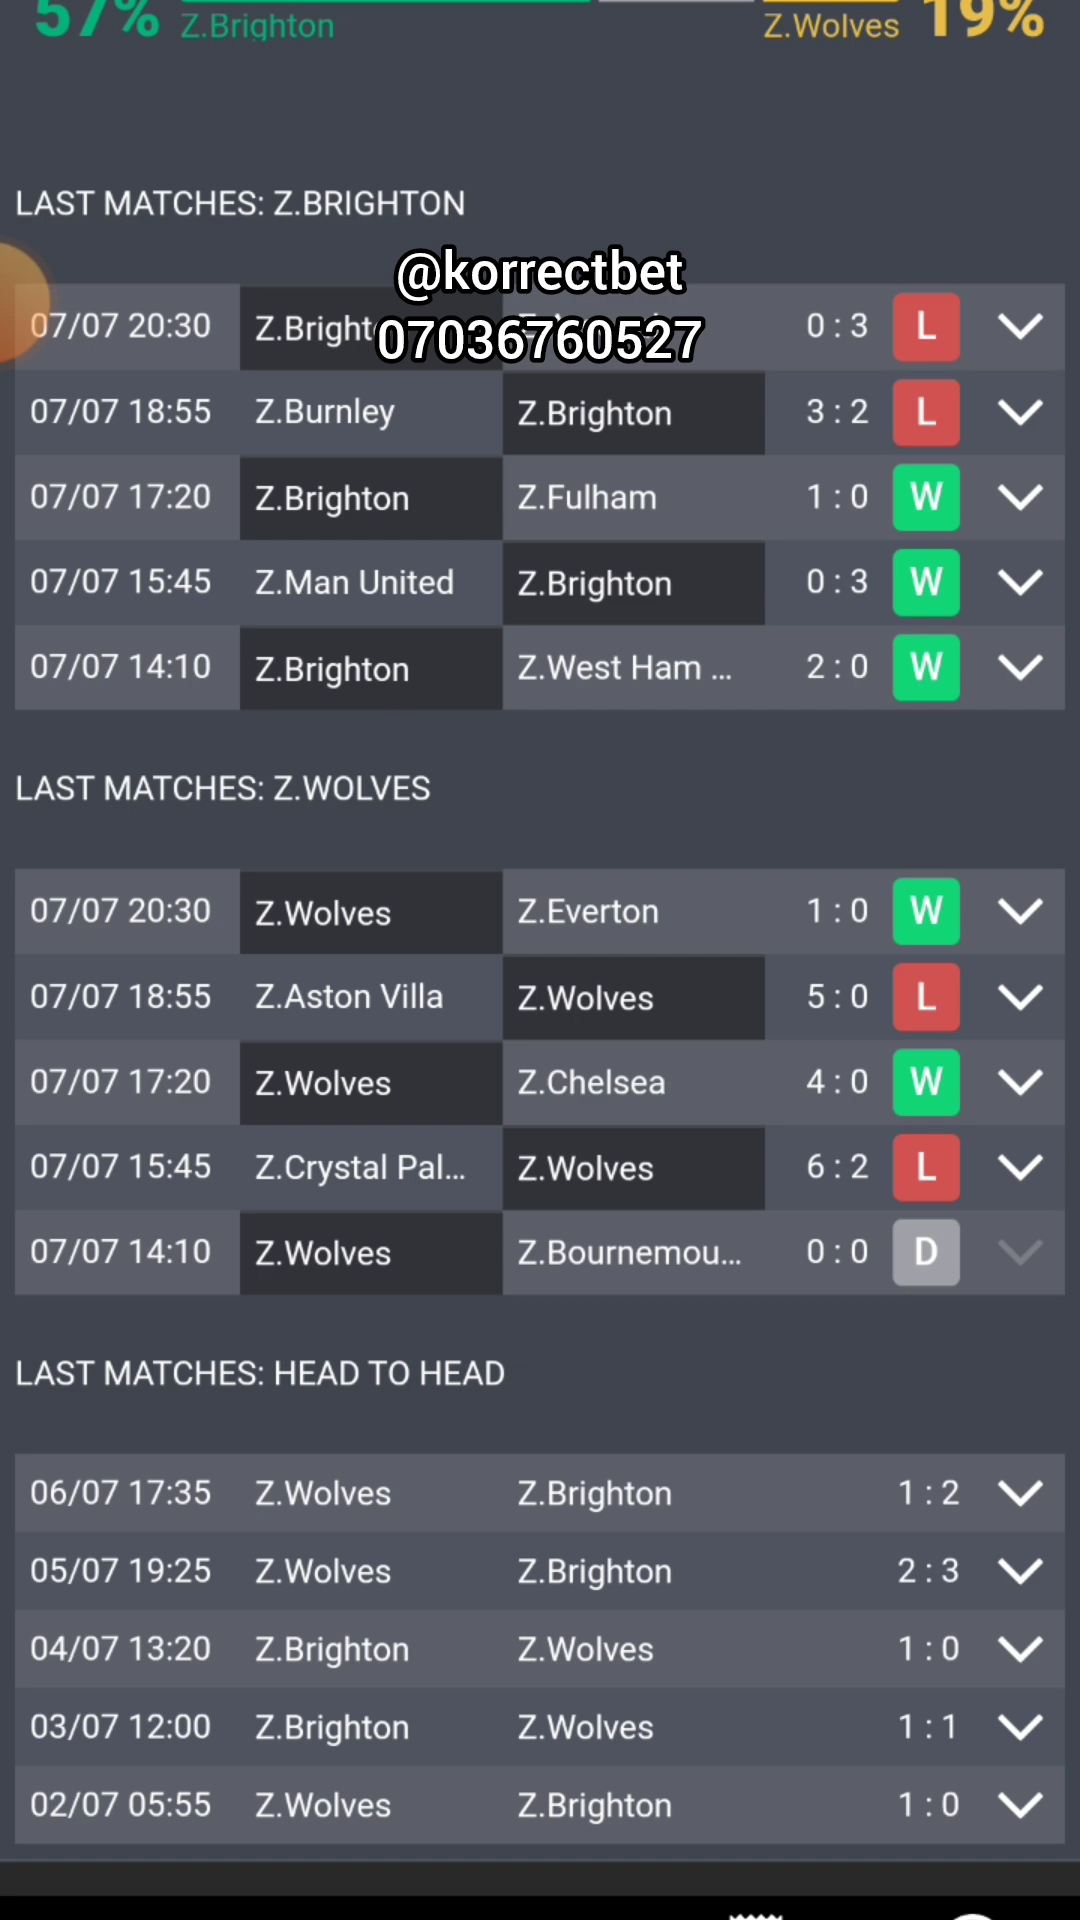 57% Z.Brighton Z.Wolves 19%
LAST MATCHES: Z.BRIGHTON
@korrectbet
07/07 20:30 Z.Bright 0 : 3 L
07036760527
07/07 18:55 Z.Burnley Z.Brighton 3 : 2 L
07/07 17:20 Z.Brighton Z.Fulham 1 : 0 W
07/07 15:45 Z.Man United Z.Brighton 0 : 3 W
07/07 14:10 Z.Brighton Z.West Ham ... 2 : 0 W
LAST MATCHES: Z.WOLVES
07/07 20:30 Z.Wolves Z.Everton 1 : 0 W
07/07 18:55 Z.Aston Villa Z.Wolves 5 : 0 L
07/07 17:20 Z.Wolves Z.Chelsea 4 : 0 W
07/07 15:45 Z.Crystal Pal... Z.Wolves 6 : 2 L
07/07 14:10 Z.Wolves Z.Bournemou... 0 : 0 D
LAST MATCHES: HEAD TO HEAD
06/07 17:35 Z.Wolves Z.Brighton 1 : 2
05/07 19:25 Z.Wolves Z.Brighton 2 : 3
04/07 13:20 Z.Brighton Z.Wolves 1 : 0
03/07 12:00 Z.Brighton Z.Wolves 1 : 1
02/07 05:55 Z.Wolves Z.Brighton 1 : 0